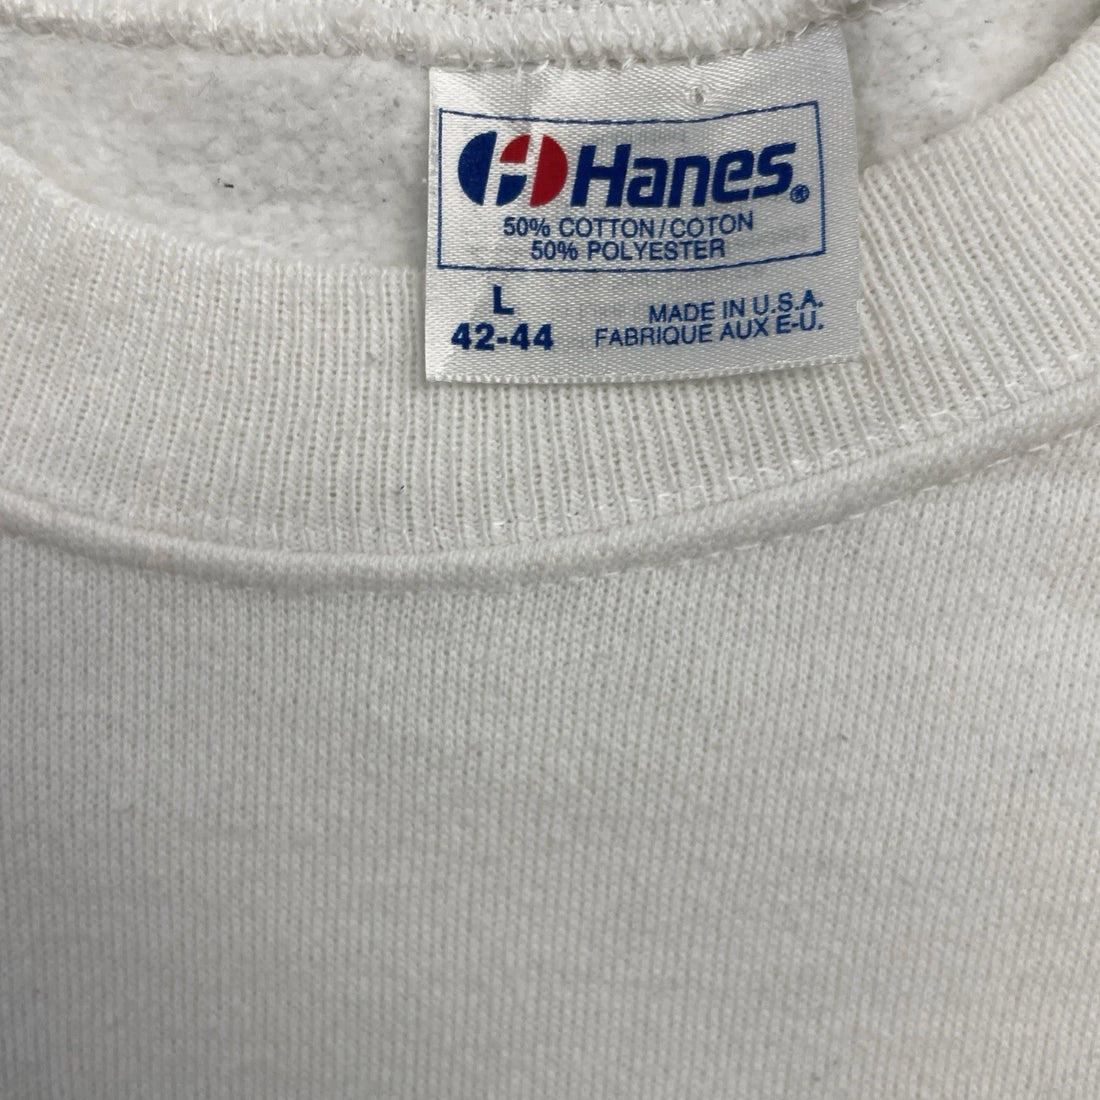 Hanes®
50% COTTON/COTON
50% POLYESTER
L
42-44
MADE IN U.S.A.
FABRIQUE AUX E-U.